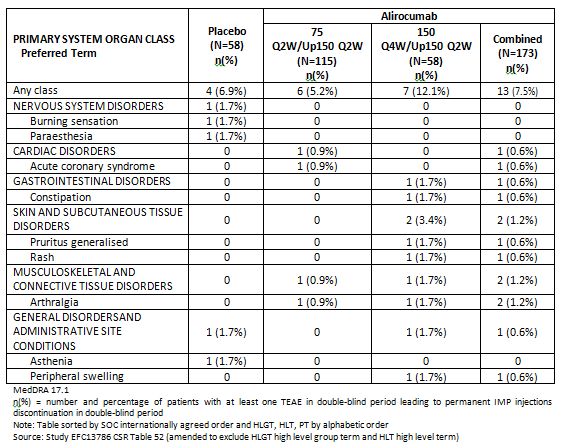 Alirocumab
PRIMARY SYSTEM ORGAN CLASS Preferred Term | Placebo (N=58) n(%) | 75 Q2W/Up150 Q2W (N=115) n(%) | 150 Q4W/Up150 Q2W (N=58) n(%) | Combined (N=173) n(%)
Any class | 4 (6.9%) | 6 (5.2%) | 7 (12.1%) | 13 (7.5%)
NERVOUS SYSTEM DISORDERS | 1 (1.7%) | 0 | 0 | 0
Burning sensation | 1 (1.7%) | 0 | 0 | 0
Paraesthesia | 1 (1.7%) | 0 | 0 | 0
CARDIAC DISORDERS | 0 | 1 (0.9%) | 0 | 1 (0.6%)
Acute coronary syndrome | 0 | 1 (0.9%) | 0 | 1 (0.6%)
GASTROINTESTINAL DISORDERS | 0 | 0 | 1 (1.7%) | 1 (0.6%)
Constipation | 0 | 0 | 1 (1.7%) | 1 (0.6%)
SKIN AND SUBCUTANEOUS TISSUE DISORDERS | 0 | 0 | 2 (3.4%) | 2 (1.2%)
Pruritus generalised | 0 | 0 | 1 (1.7%) | 1 (0.6%)
Rash | 0 | 0 | 1 (1.7%) | 1 (0.6%)
MUSCULOSKELETAL AND CONNECTIVE TISSUE DISORDERS | 0 | 1 (0.9%) | 1 (1.7%) | 2 (1.2%)
Arthralgia | 0 | 1 (0.9%) | 1 (1.7%) | 2 (1.2%)
GENERAL DISORDERSAND ADMINISTRATIVE SITE CONDITIONS | 1 (1.7%) | 0 | 1 (1.7%) | 1 (0.6%)
Asthenia | 1 (1.7%) | 0 | 0 | 0
Peripheral swelling | 0 | 0 | 1 (1.7%) | 1 (0.6%)
MedDRA 17.1
n(%) = number and percentage of patients with at least one TEAE in double-blind period leading to permanent IMP injections
discontinuation in double-blind period
Note: Table sorted by SOC internationally agreed order and HLGT, HLT, PT by alphabetic order
Source: Study EFC13786 CSR Table 52 (amended to exclude HLGT high level group term and HLT high level term)